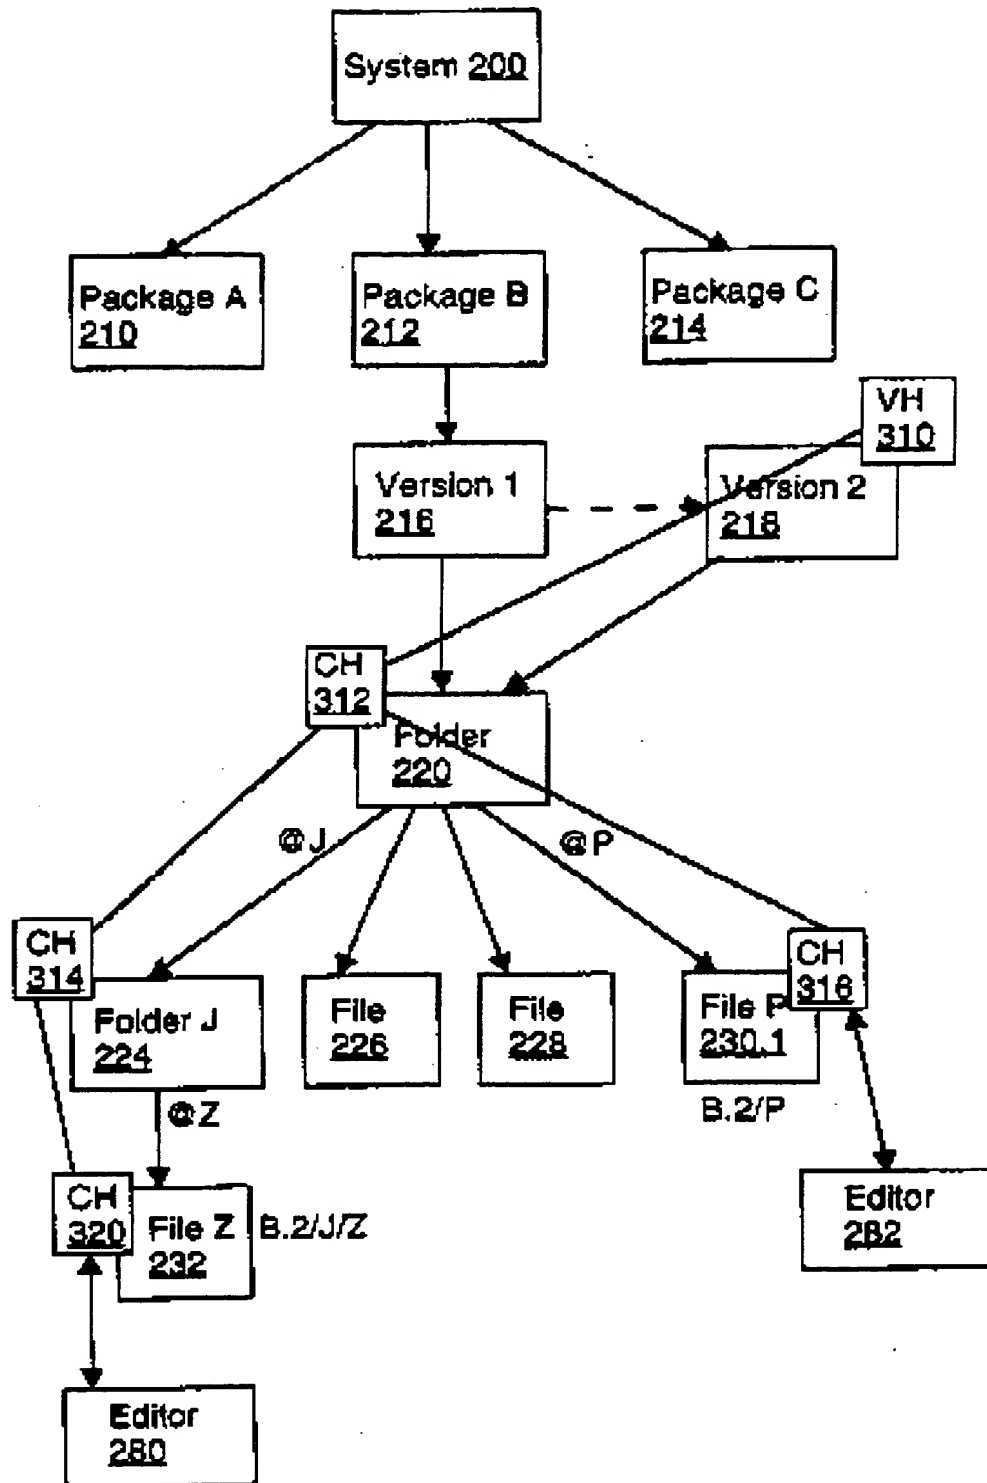 System 200
Package A
210
Package B
212
Package C
214
VH
310
Version 1
216
Version 2
218
CH
312
Folder
220
@J
@P
CH
314
Folder J
224
File
226
File
228
File P
230.1
CH
316
@Z
B.2/P
CH
320
File Z
232
B.2/J/Z
Editor
282
Editor
280